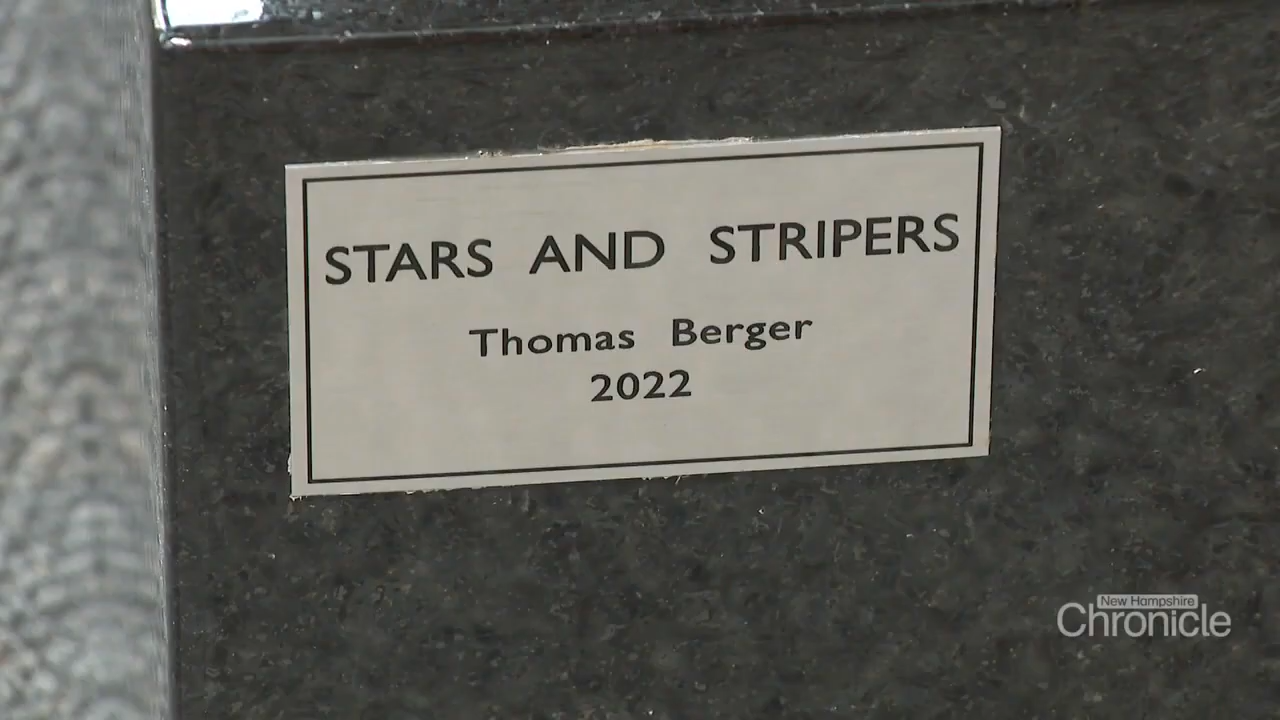 STARS AND STRIPERS
Thomas Berger
2022
New Hampshire
Chronicle